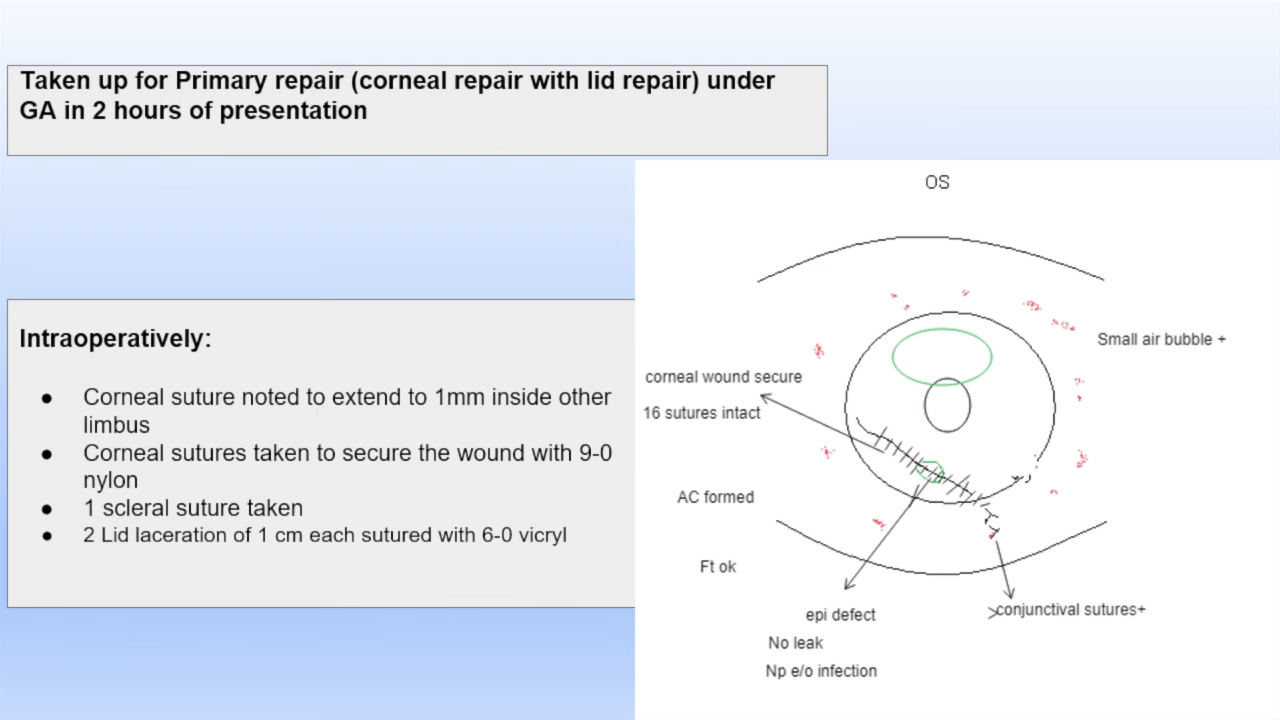 Taken up for Primary repair (corneal repair with lid repair) under
GA in 2 hours of presentation
Intraoperatively:
● Corneal suture noted to extend to 1mm inside other
limbus
● Corneal sutures taken to secure the wound with 9-0
nylon
● 1 scleral suture taken
● 2 Lid laceration of 1 cm each sutured with 6-0 vicryl
OS
Small air bubble +
corneal wound secure
16 sutures intact
AC formed
Ft ok
epi defect
conjunctival sutures+
No leak
Np e/o infection